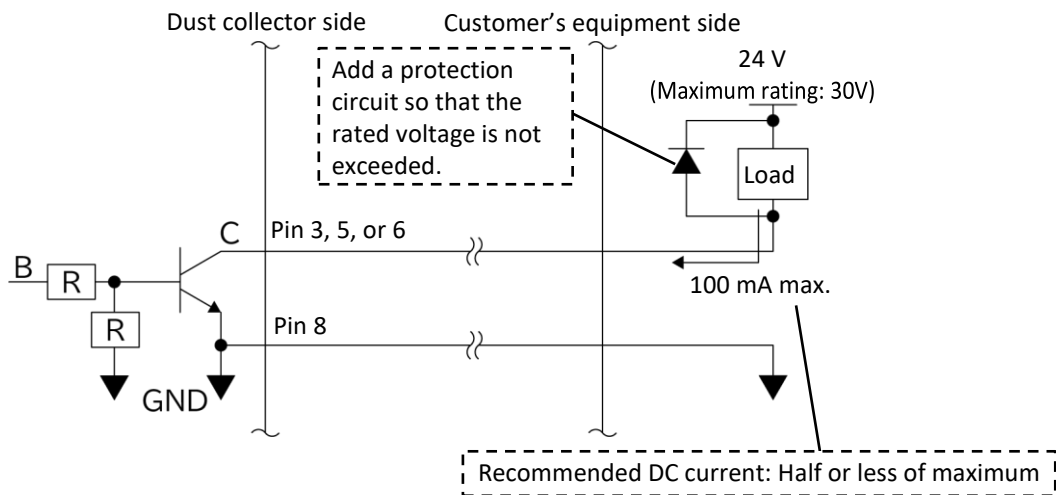 Dust collector side
Customer’s equipment side
Add a protection
circuit so that the
rated voltage is not
exceeded.
24 V
(Maximum rating: 30V)
Load
C
Pin 3, 5, or 6
B
R
100 mA max.
R
Pin 8
GND
Recommended DC current: Half or less of maximum